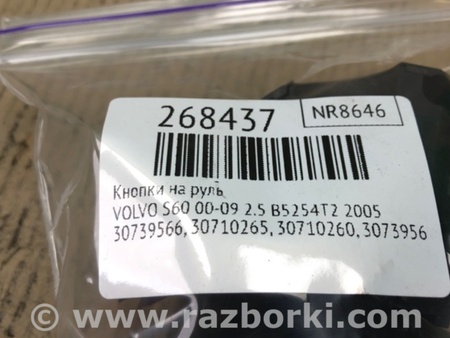 268437
NR8646
Кнопки на руль
VOLVO S60 00-09 2.5 B5254T2 2005
30739566, 30710265, 30710260, 3073956
www.razborki.com